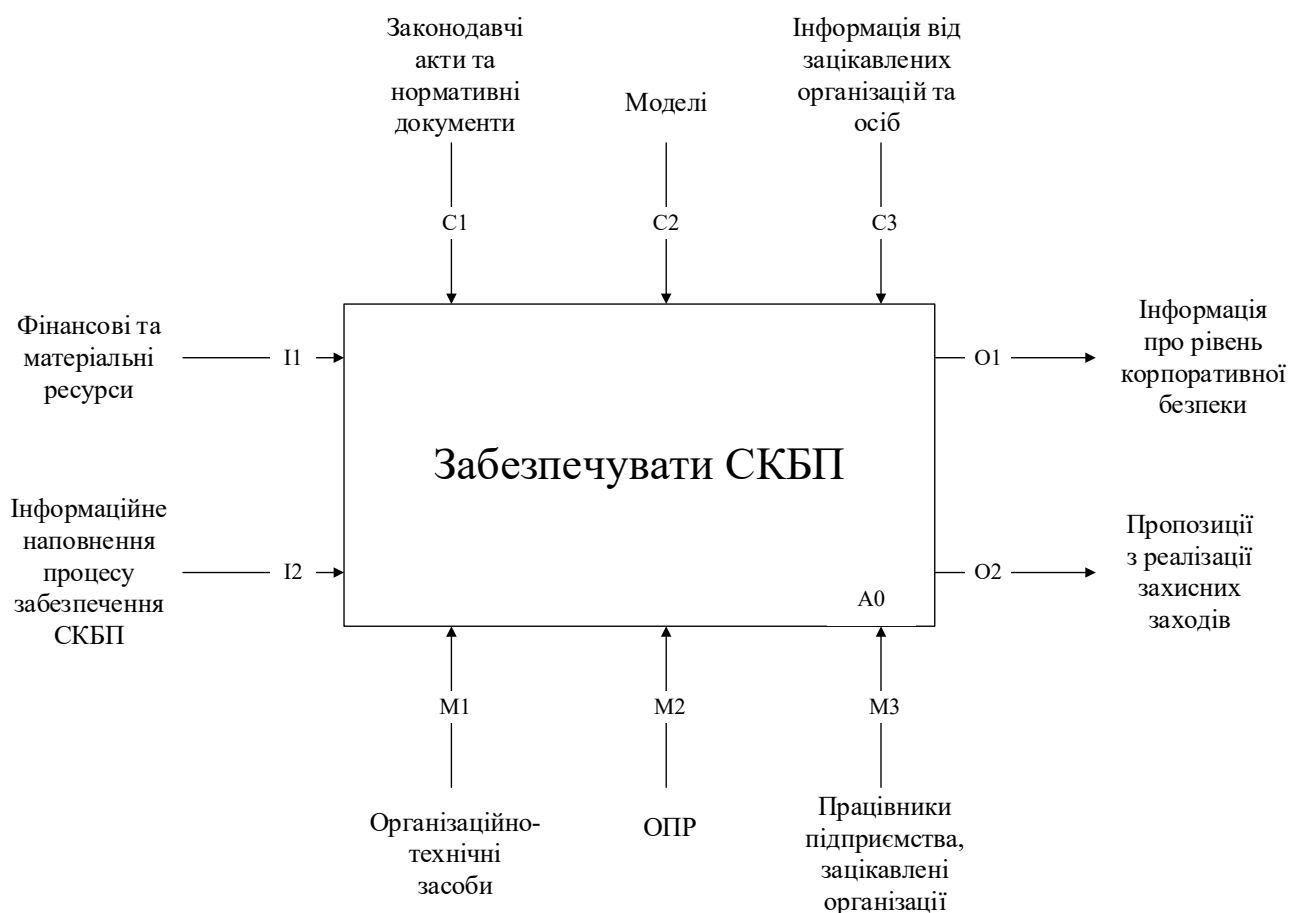 Законодавчі
акти та
нормативні
документи
Моделі
Інформація від
зацікавлених
організацій та
осіб
C1
C2
C3
Фінансові та
матеріальні
ресурси
I1
Інформаційне
наповнення
процесу
забезпечення
СКБП
I2
Забезпечувати СКБП
A0
O1
Інформація
про рівень
корпоративної
безпеки
O2
Пропозиції
з реалізації
захисних
заходів
M1
M2
M3
Організаційно-
технічні
засоби
ОПР
Працівники
підприємства,
зацікавлені
організації